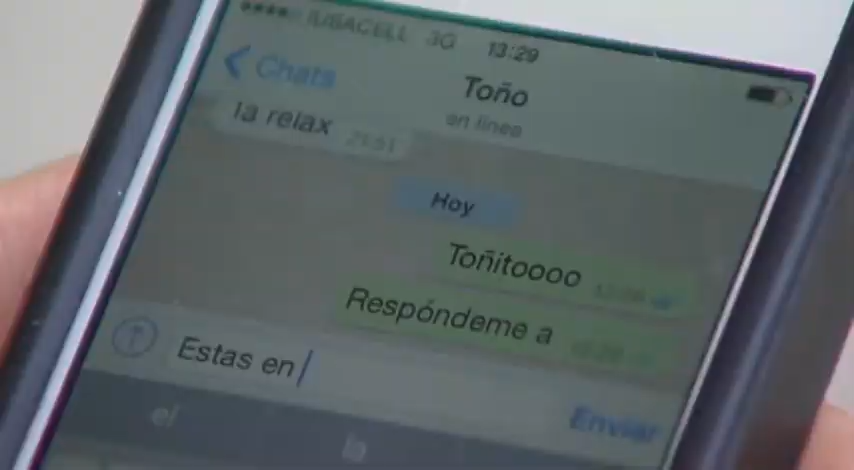 IUSACELL 3G 13:29
Chats
Toño
en línea
la relax
Hoy
Toñitoooo
Respóndeme a
Estas en
Enviar
el
la